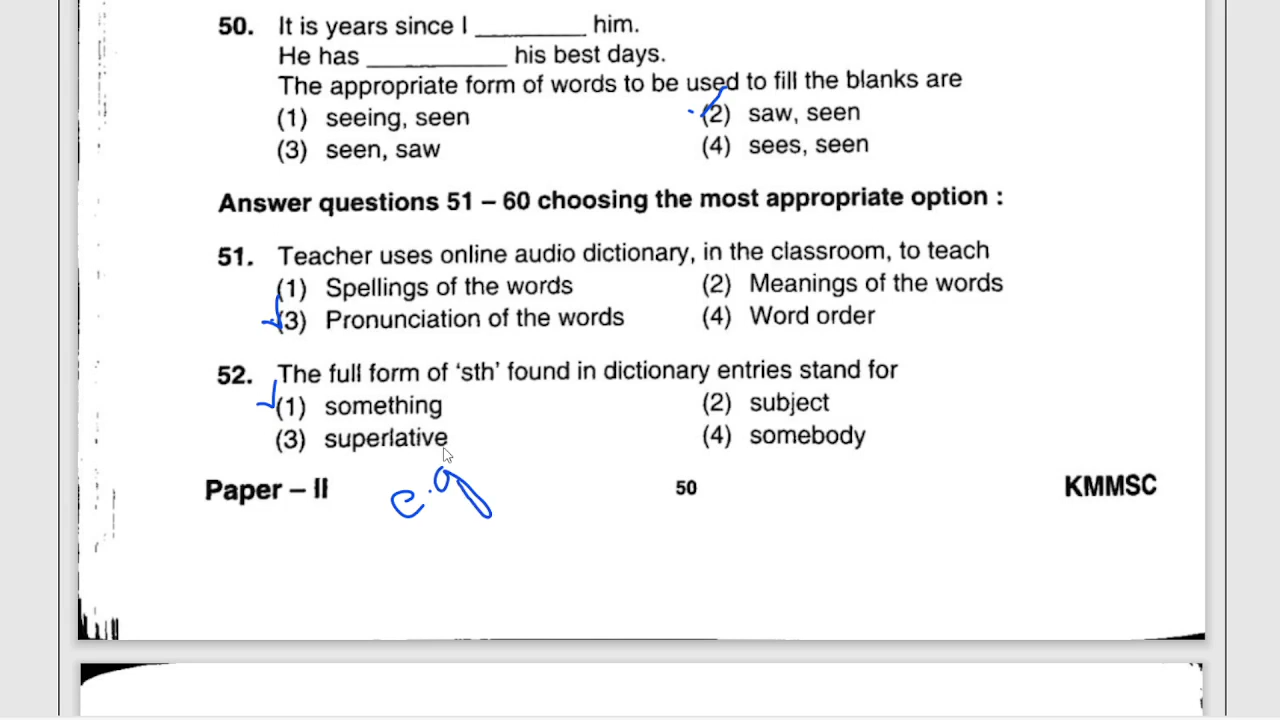 50. It is years since I ________ him.
He has __________ his best days.
The appropriate form of words to be used to fill the blanks are
(1) seeing, seen (2) saw, seen
(3) seen, saw (4) sees, seen
Answer questions 51 – 60 choosing the most appropriate option :
51. Teacher uses online audio dictionary, in the classroom, to teach
(1) Spellings of the words (2) Meanings of the words
(3) Pronunciation of the words (4) Word order
52. The full form of ‘sth’ found in dictionary entries stand for
(1) something (2) subject
(3) superlative (4) somebody
e.g
Paper – II 50 KMMSC